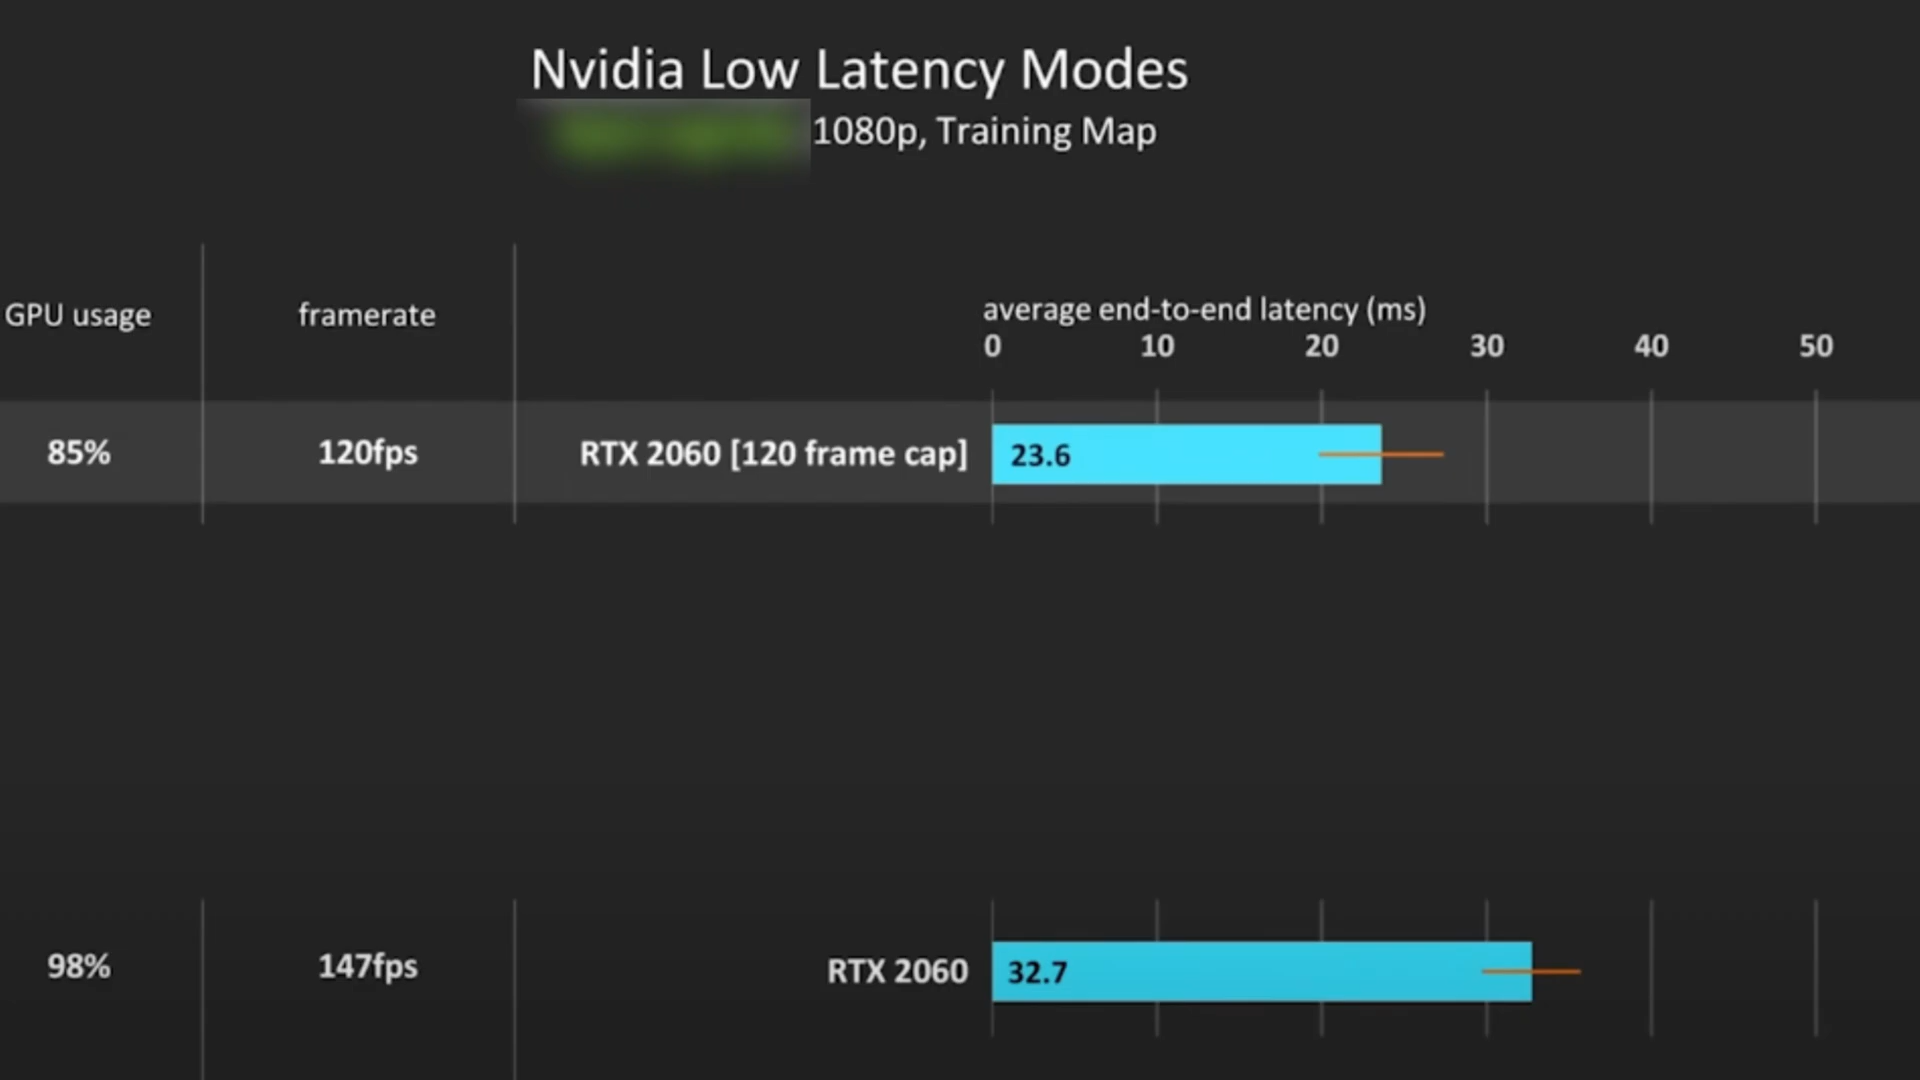 Nvidia Low Latency Modes
1080p, Training Map
GPU usage framerate average end-to-end latency (ms)
0 10 20 30 40 50
85% 120fps RTX 2060 [120 frame cap] 23.6
98% 147fps RTX 2060 32.7